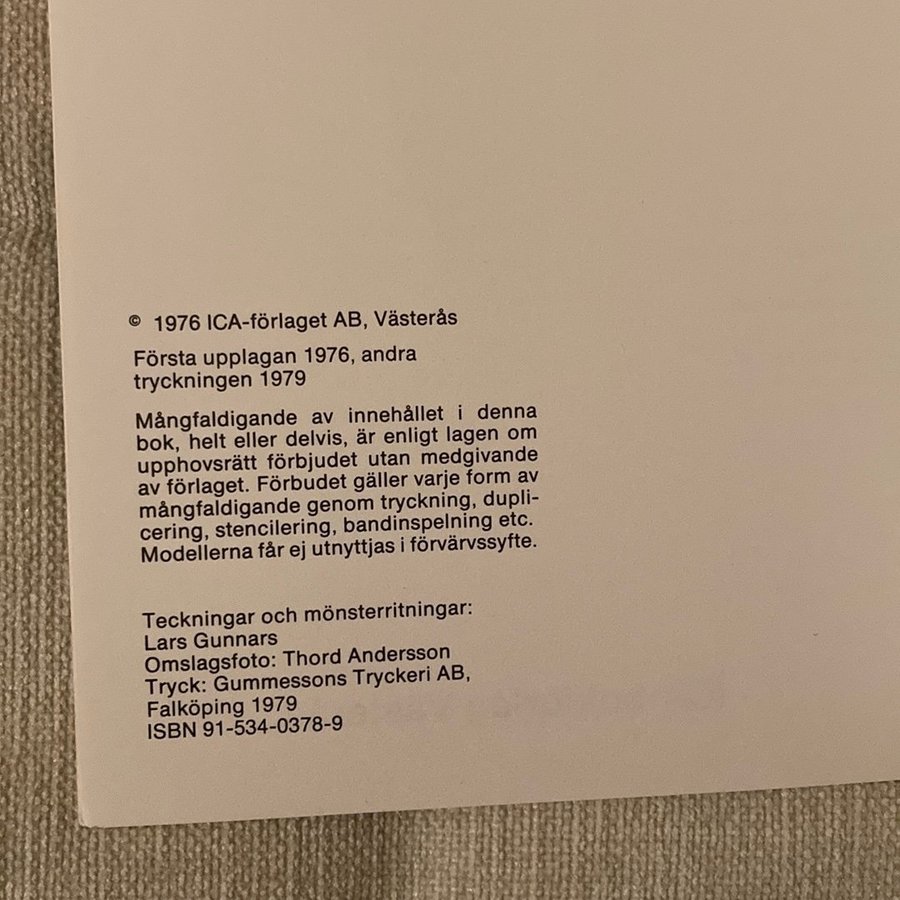 © 1976 ICA-förlaget AB, Västerås
Första upplagan 1976, andra
tryckningen 1979
Mångfaldigande av innehållet i denna
bok, helt eller delvis, är enligt lagen om
upphovsrätt förbjudet utan medgivande
av förlaget. Förbudet gäller varje form av
mångfaldigande genom tryckning, dupli-
cering, stencilering, bandinspelning etc.
Modellerna får ej utnyttjas i förvärvssyfte.
Teckningar och mönsterritningar:
Lars Gunnars
Omslagsfoto: Thord Andersson
Tryck: Gummessons Tryckeri AB,
Falköping 1979
ISBN 91-534-0378-9